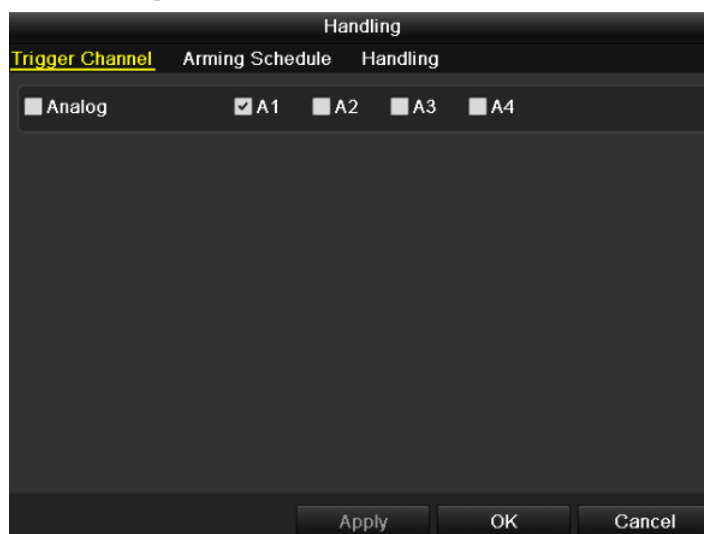 Handling
Trigger Channel Arming Schedule Handling
Analog A1 A2 A3 A4
Apply OK Cancel